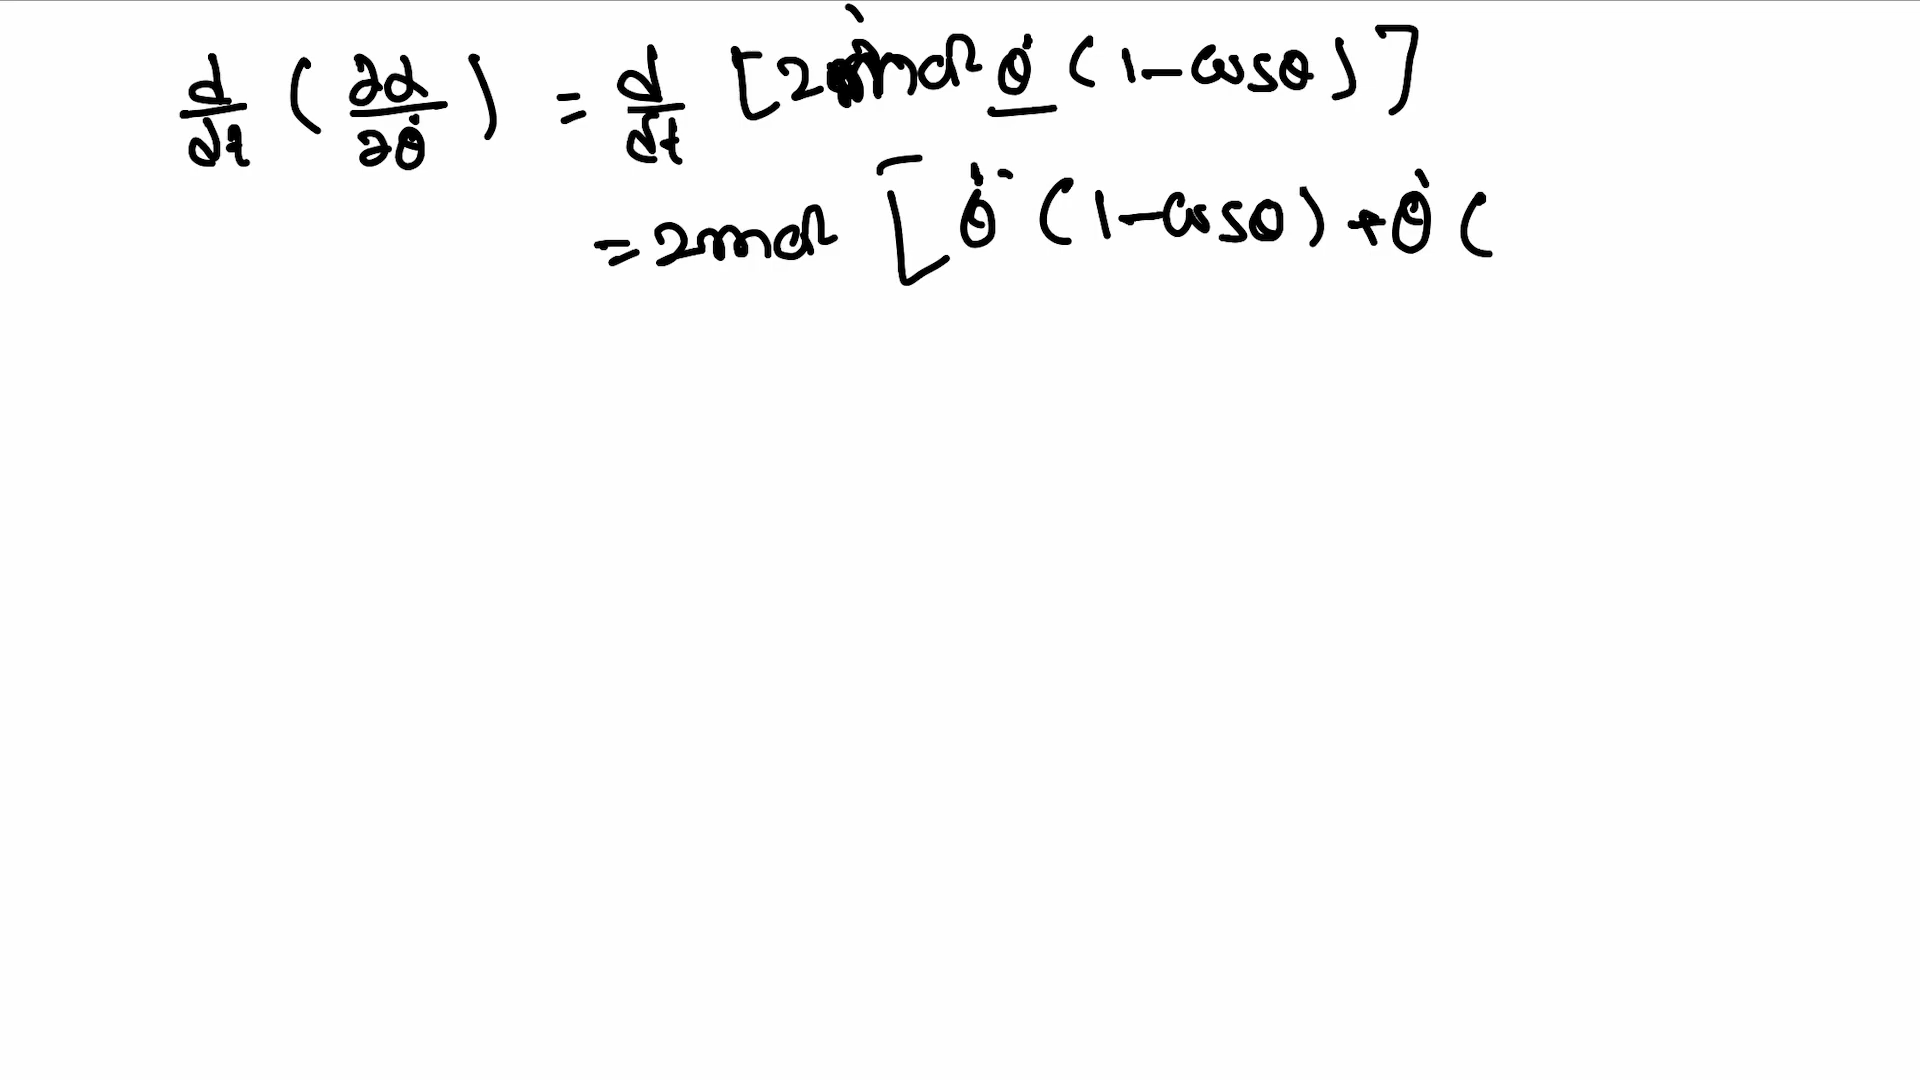 d/dt (∂L/∂θ̇) = d/dt [2ma² θ̇ (1-cosθ)]
= 2ma² [θ̈ (1-cosθ) + θ̇ (